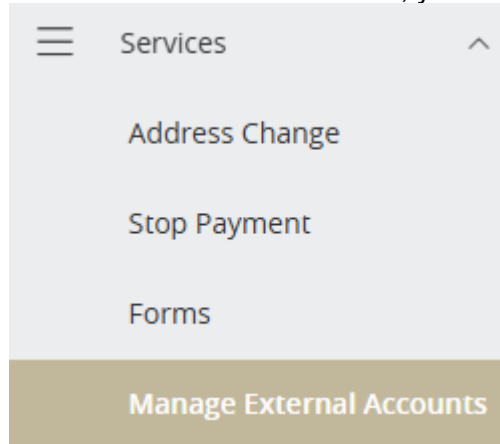 Services
Address Change
Stop Payment
Forms
Manage External Accounts